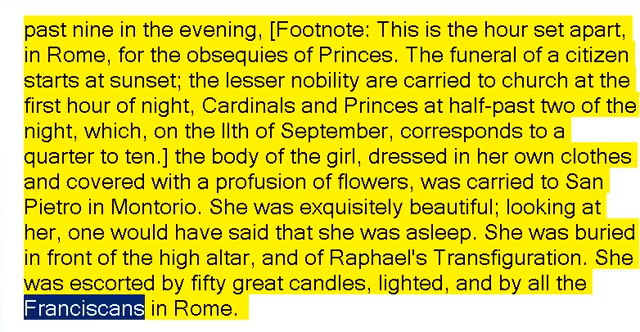 past nine in the evening, [Footnote: This is the hour set apart,
in Rome, for the obsequies of Princes. The funeral of a citizen
starts at sunset; the lesser nobility are carried to church at the
first hour of night, Cardinals and Princes at half-past two of the
night, which, on the llth of September, corresponds to a
quarter to ten.] the body of the girl, dressed in her own clothes
and covered with a profusion of flowers, was carried to San
Pietro in Montorio. She was exquisitely beautiful; looking at
her, one would have said that she was asleep. She was buried
in front of the high altar, and of Raphael's Transfiguration. She
was escorted by fifty great candles, lighted, and by all the
Franciscans in Rome.